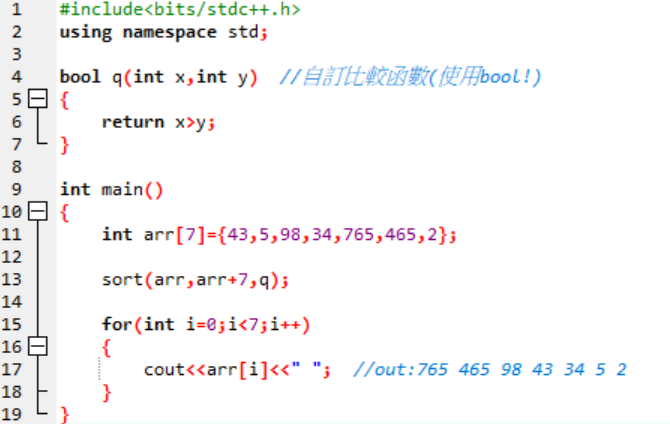 1 #include<bits/stdc++.h>
2 using namespace std;
3
4 bool q(int x,int y)  //自訂比較函數(使用bool!)
5 {
6     return x>y;
7 }
8
9 int main()
10 {
11     int arr[7]={43,5,98,34,765,465,2};
12
13     sort(arr,arr+7,q);
14
15     for(int i=0;i<7;i++)
16     {
17         cout<<arr[i]<<" ";  //out:765 465 98 43 34 5 2
18     }
19 }